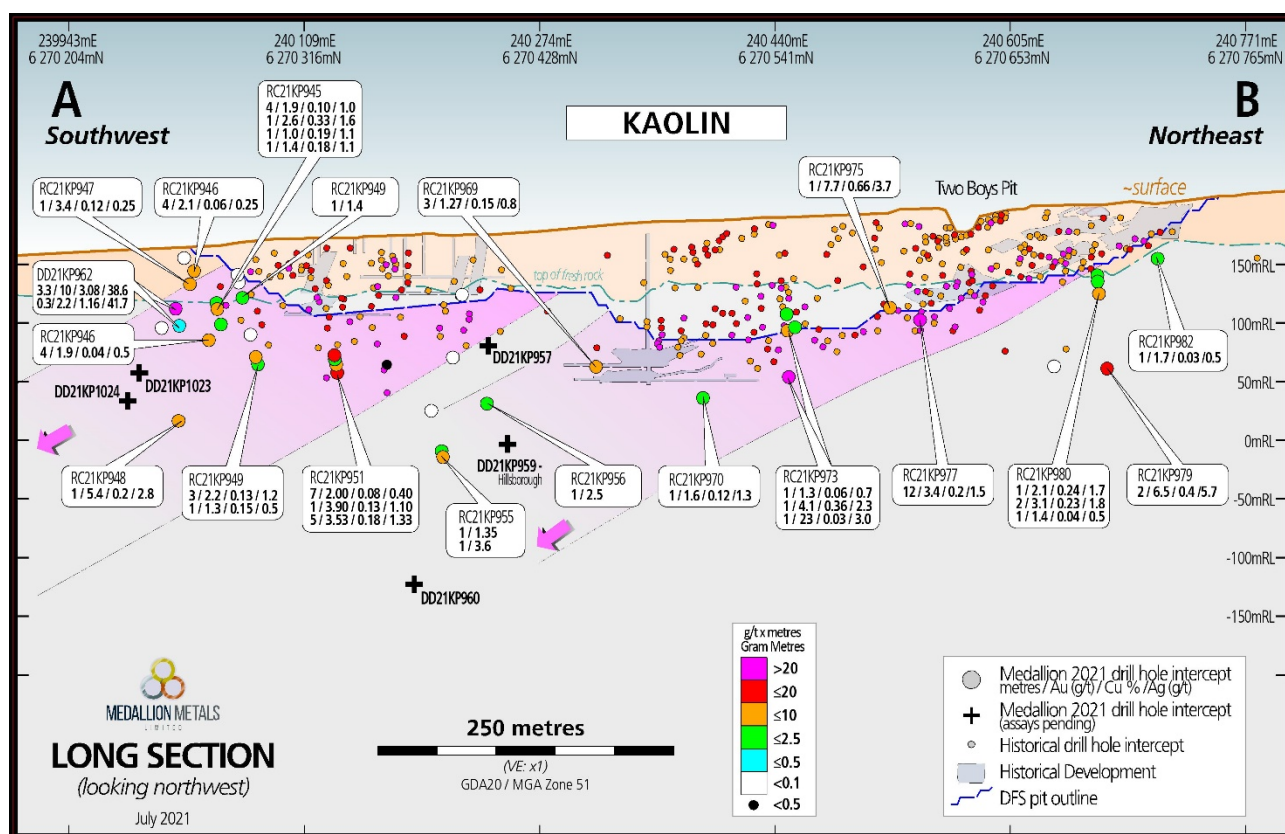 239943mE
6 270 204mN
240 109mE
6 270 316mN
240 274mE
6 270 428mN
240 440mE
6 270 541mN
240 605mE
6 270 653mN
240 771mE
6 270 765mN
A
Southwest
KAOLIN
B
Northeast
RC21KP945
4 / 1.9 / 0.10 / 1.0
1 / 2.6 / 0.33 / 1.6
1 / 1.0 / 0.19 / 1.1
1 / 1.4 / 0.18 / 1.1
RC21KP947
1 / 3.4 / 0.12 / 0.25
RC21KP946
4 / 2.1 / 0.06 / 0.25
RC21KP949
1 / 1.4
RC21KP969
3 / 1.27 / 0.15 / 0.8
RC21KP975
1 / 7.7 / 0.66 / 3.7
Two Boys Pit
~surface
DD21KP962
3.3 / 10 / 3.08 / 38.6
0.3 / 2.2 / 1.16 / 41.7
top of fresh rock
150mRL
100mRL
50mRL
0mRL
-50mRL
-100mRL
-150mRL
RC21KP946
4 / 1.9 / 0.04 / 0.5
DD21KP957
RC21KP982
1 / 1.7 / 0.03 / 0.5
DD21KP1023
DD21KP1024
RC21KP948
1 / 5.4 / 0.2 / 2.8
RC21KP949
3 / 2.2 / 0.13 / 1.2
1 / 1.3 / 0.15 / 0.5
RC21KP951
7 / 2.00 / 0.08 / 0.40
1 / 3.90 / 0.13 / 1.10
5 / 3.53 / 0.18 / 1.33
RC21KP955
1 / 1.35
1 / 3.6
DD21KP959 -
Hillsborough
RC21KP956
1 / 2.5
RC21KP970
1 / 1.6 / 0.12 / 1.3
RC21KP973
1 / 1.3 / 0.06 / 0.7
1 / 4.1 / 0.36 / 2.3
1 / 23 / 0.03 / 3.0
RC21KP977
12 / 3.4 / 0.2 / 1.5
RC21KP980
1 / 2.1 / 0.24 / 1.7
2 / 3.1 / 0.23 / 1.8
1 / 1.4 / 0.04 / 0.5
RC21KP979
2 / 6.5 / 0.4 / 5.7
DD21KP960
MEDALLION METALS
LIMITED
LONG SECTION
(looking northwest)
July 2021
250 metres
(VE: x1)
GDA20 / MGA Zone 51
g/t x metres
Gram Metres
>20
≤20
≤10
≤2.5
≤0.5
<0.1
<0.5
Medallion 2021 drill hole intercept
metres / Au (g/t) / Cu % /Ag (g/t)
Medallion 2021 drill hole intercept
(assays pending)
Historical drill hole intercept
Historical Development
DFS pit outline